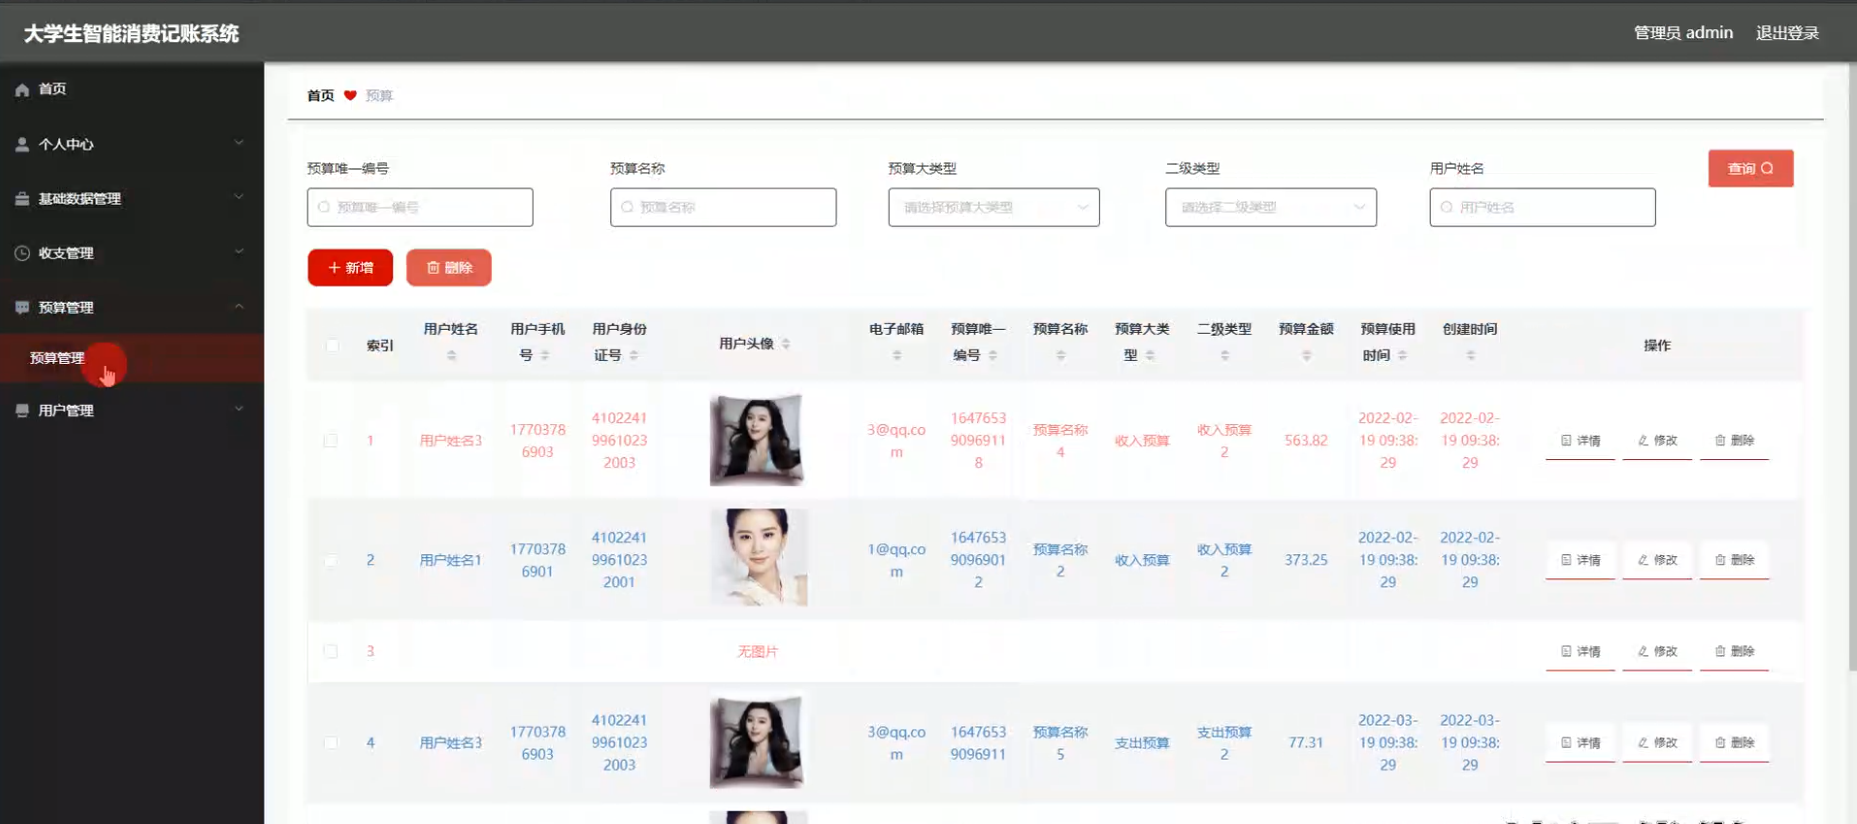 大学生智能消费记账系统
管理员 admin 退出登录
首页
个人中心
基础数据管理
收支管理
预算管理
预算管理
用户管理
首页 预算
预算唯一编号 预算名称 预算大类型 二级类型 用户姓名
查询
预算唯一编号 预算名称 请选择预算大类型 请选择二级类型 用户姓名
新增 删除
索引 用户姓名 用户手机号 用户身份证号 用户头像 电子邮箱 预算唯一编号 预算名称 预算大类型 二级类型 预算金额 预算使用时间 创建时间 操作
1 用户姓名3 17703786903 410224199610232003 3@qq.com 164765390969118 预算名称4 收入预算 收入预算2 563.82 2022-02-19 09:38:29 2022-02-19 09:38:29 详情 修改 删除
2 用户姓名1 17703786901 410224199610232001 1@qq.com 164765390969012 预算名称2 收入预算 收入预算2 373.25 2022-02-19 09:38:29 2022-02-19 09:38:29 详情 修改 删除
3 无图片 详情 修改 删除
4 用户姓名3 17703786903 410224199610232003 3@qq.com 16476539096911 预算名称5 支出预算 支出预算2 77.31 2022-03-19 09:38:29 2022-03-19 09:38:29 详情 修改 删除